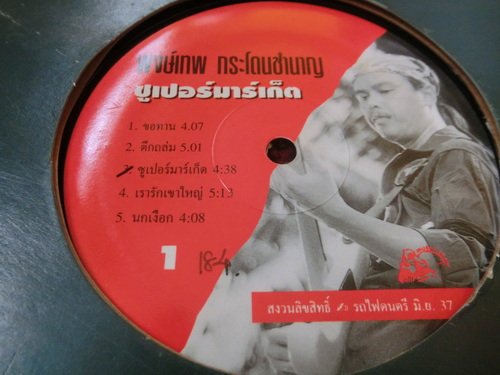 พงษ์เทพ กระโดนชำนาญ
ซูเปอร์มาร์เก็ต
1. ขอทาน 4.07
2. ตึกถล่ม 5.01
3. ซูเปอร์มาร์เก็ต 4:38
4. เรารักเขาใหญ่ 5:13
5. นกเงือก 4:08
1
18-4
สงวนลิขสิทธิ์ รถไฟดนตรี มิ.ย. 37